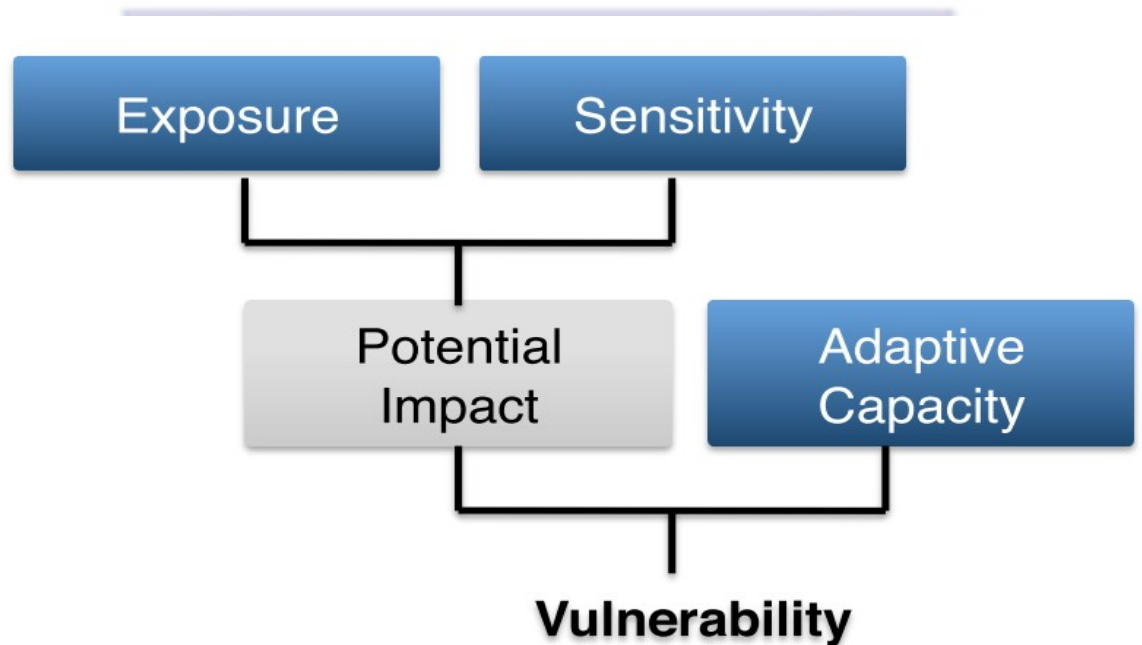 Exposure
Sensitivity
Potential
Impact
Adaptive
Capacity
Vulnerability